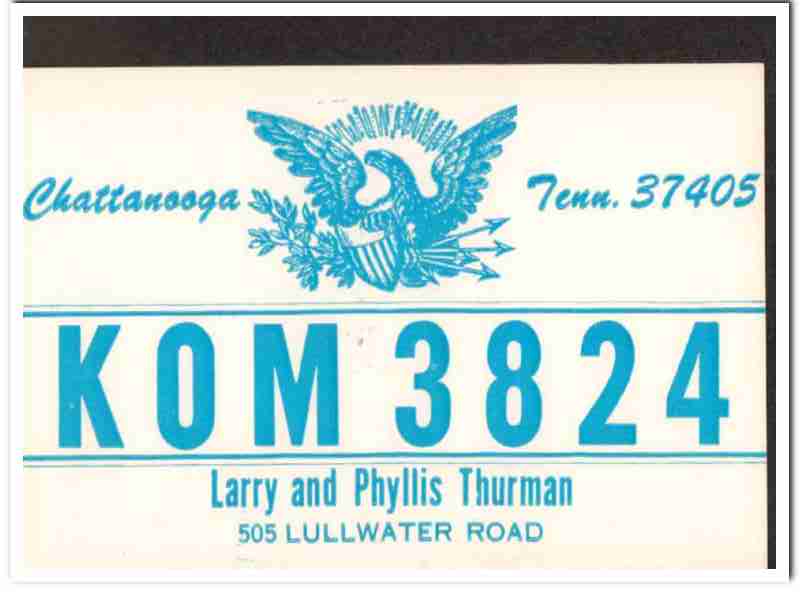 Chattanooga Tenn. 37405
KOM 3824
Larry and Phyllis Thurman
505 LULLWATER ROAD